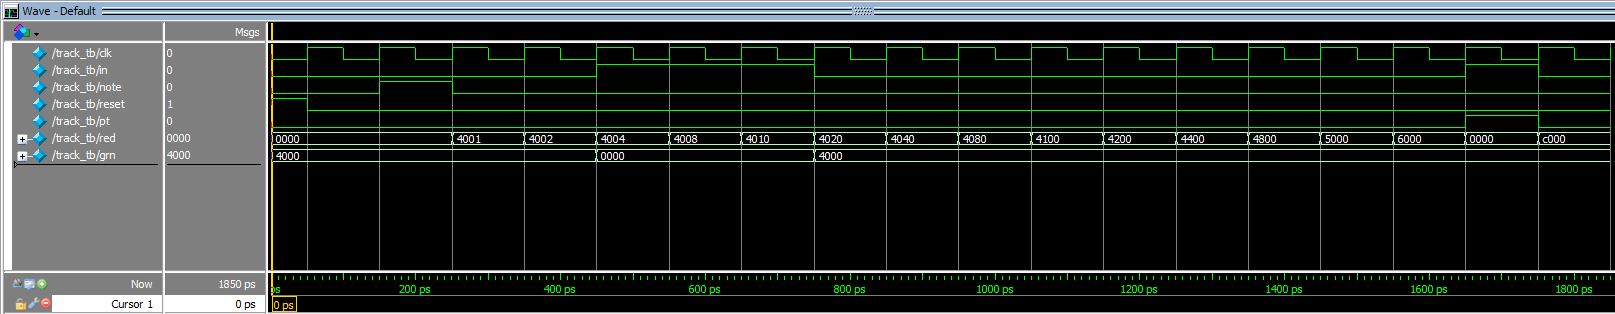 Wave - Default
Msgs
/track_tb/clk 0
/track_tb/in 0
/track_tb/note 0
/track_tb/reset 1
/track_tb/pt 0
/track_tb/red 0000 0000 4001 4002 4004 4008 4010 4020 4040 4080 4100 4200 4400 4800 5000 6000 0000 c000
/track_tb/grn 4000 4000 0000 4000
Now 1850 ps ps 200 ps 400 ps 600 ps 800 ps 1000 ps 1200 ps 1400 ps 1600 ps 1800 ps
Cursor 1 0 ps 0 ps